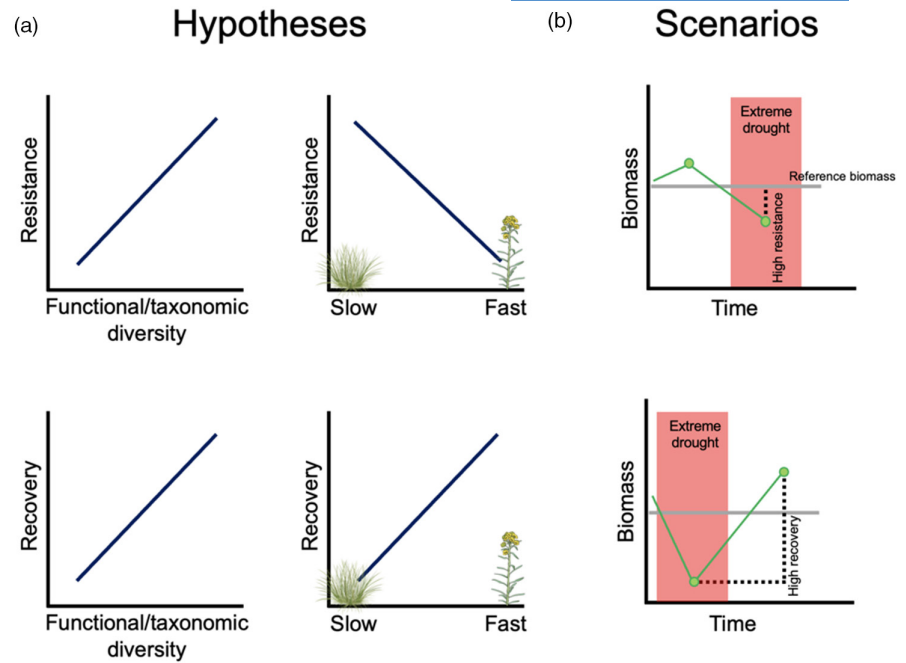 (a)
Hypotheses
(b)
Scenarios
Resistance
Functional/taxonomic
diversity
Resistance
Slow
Fast
Biomass
Extreme
drought
Reference biomass
High resistance
Time
Recovery
Functional/taxonomic
diversity
Recovery
Slow
Fast
Biomass
Extreme
drought
High recovery
Time